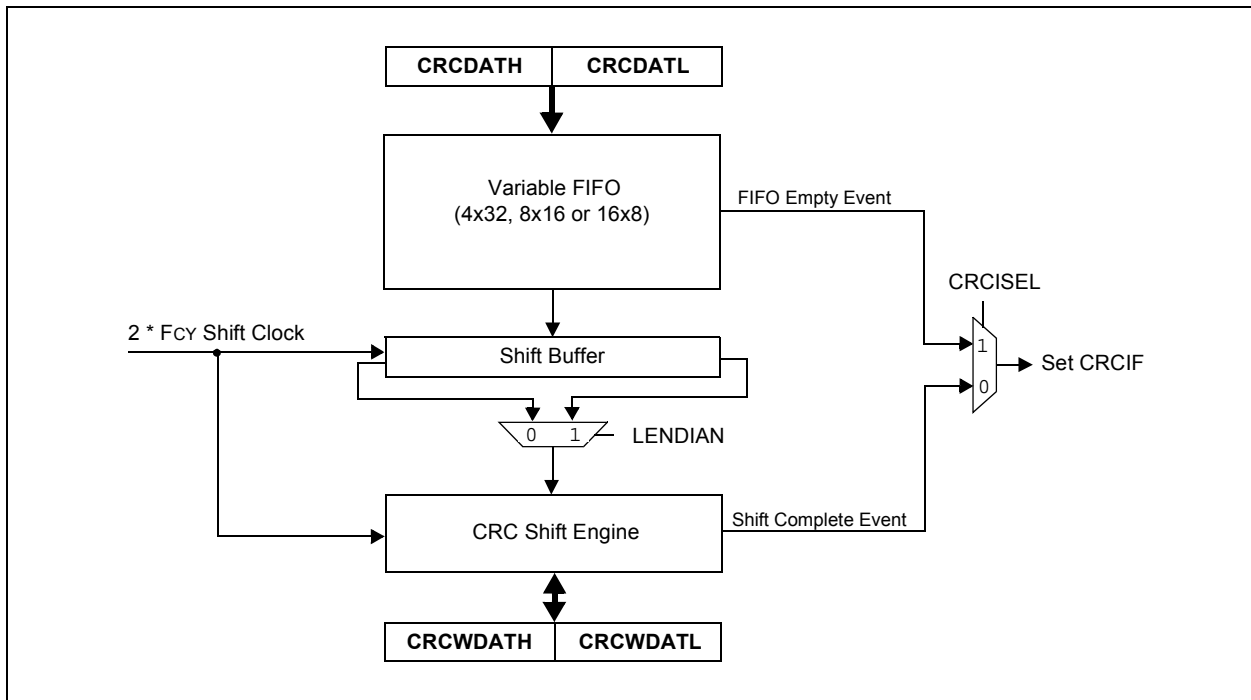 CRCDATH CRCDATL
Variable FIFO
(4x32, 8x16 or 16x8)
FIFO Empty Event
CRCISEL
2 * FCY Shift Clock
Shift Buffer
1
Set CRCIF
0
0 1
LENDIAN
CRC Shift Engine
Shift Complete Event
CRCWDATH CRCWDATL